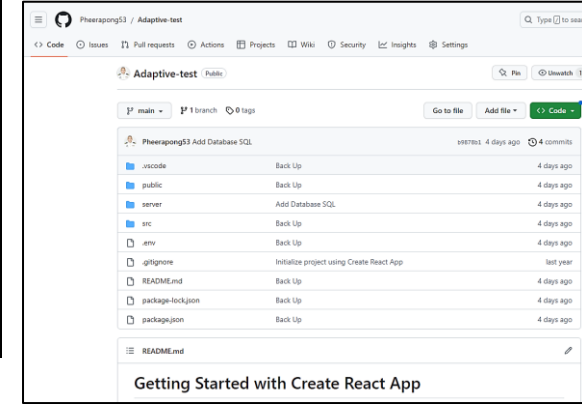 Pheerapong53 / Adaptive-test
Type / to sear
Code Issues Pull requests Actions Projects Wiki Security Insights Settings
Adaptive-test Public Pin Unwatch 1
main 1 branch 0 tags Go to file Add file Code
Pheerapong53 Add Database SQL 4 days ago 4 commits
.vscode Back Up 4 days ago
public Back Up 4 days ago
server Add Database SQL 4 days ago
src Back Up 4 days ago
.env Back Up 4 days ago
.gitignore Initialize project using Create React App last year
README.md Back Up 4 days ago
package-lock.json Back Up 4 days ago
package.json Back Up 4 days ago
README.md
Getting Started with Create React App